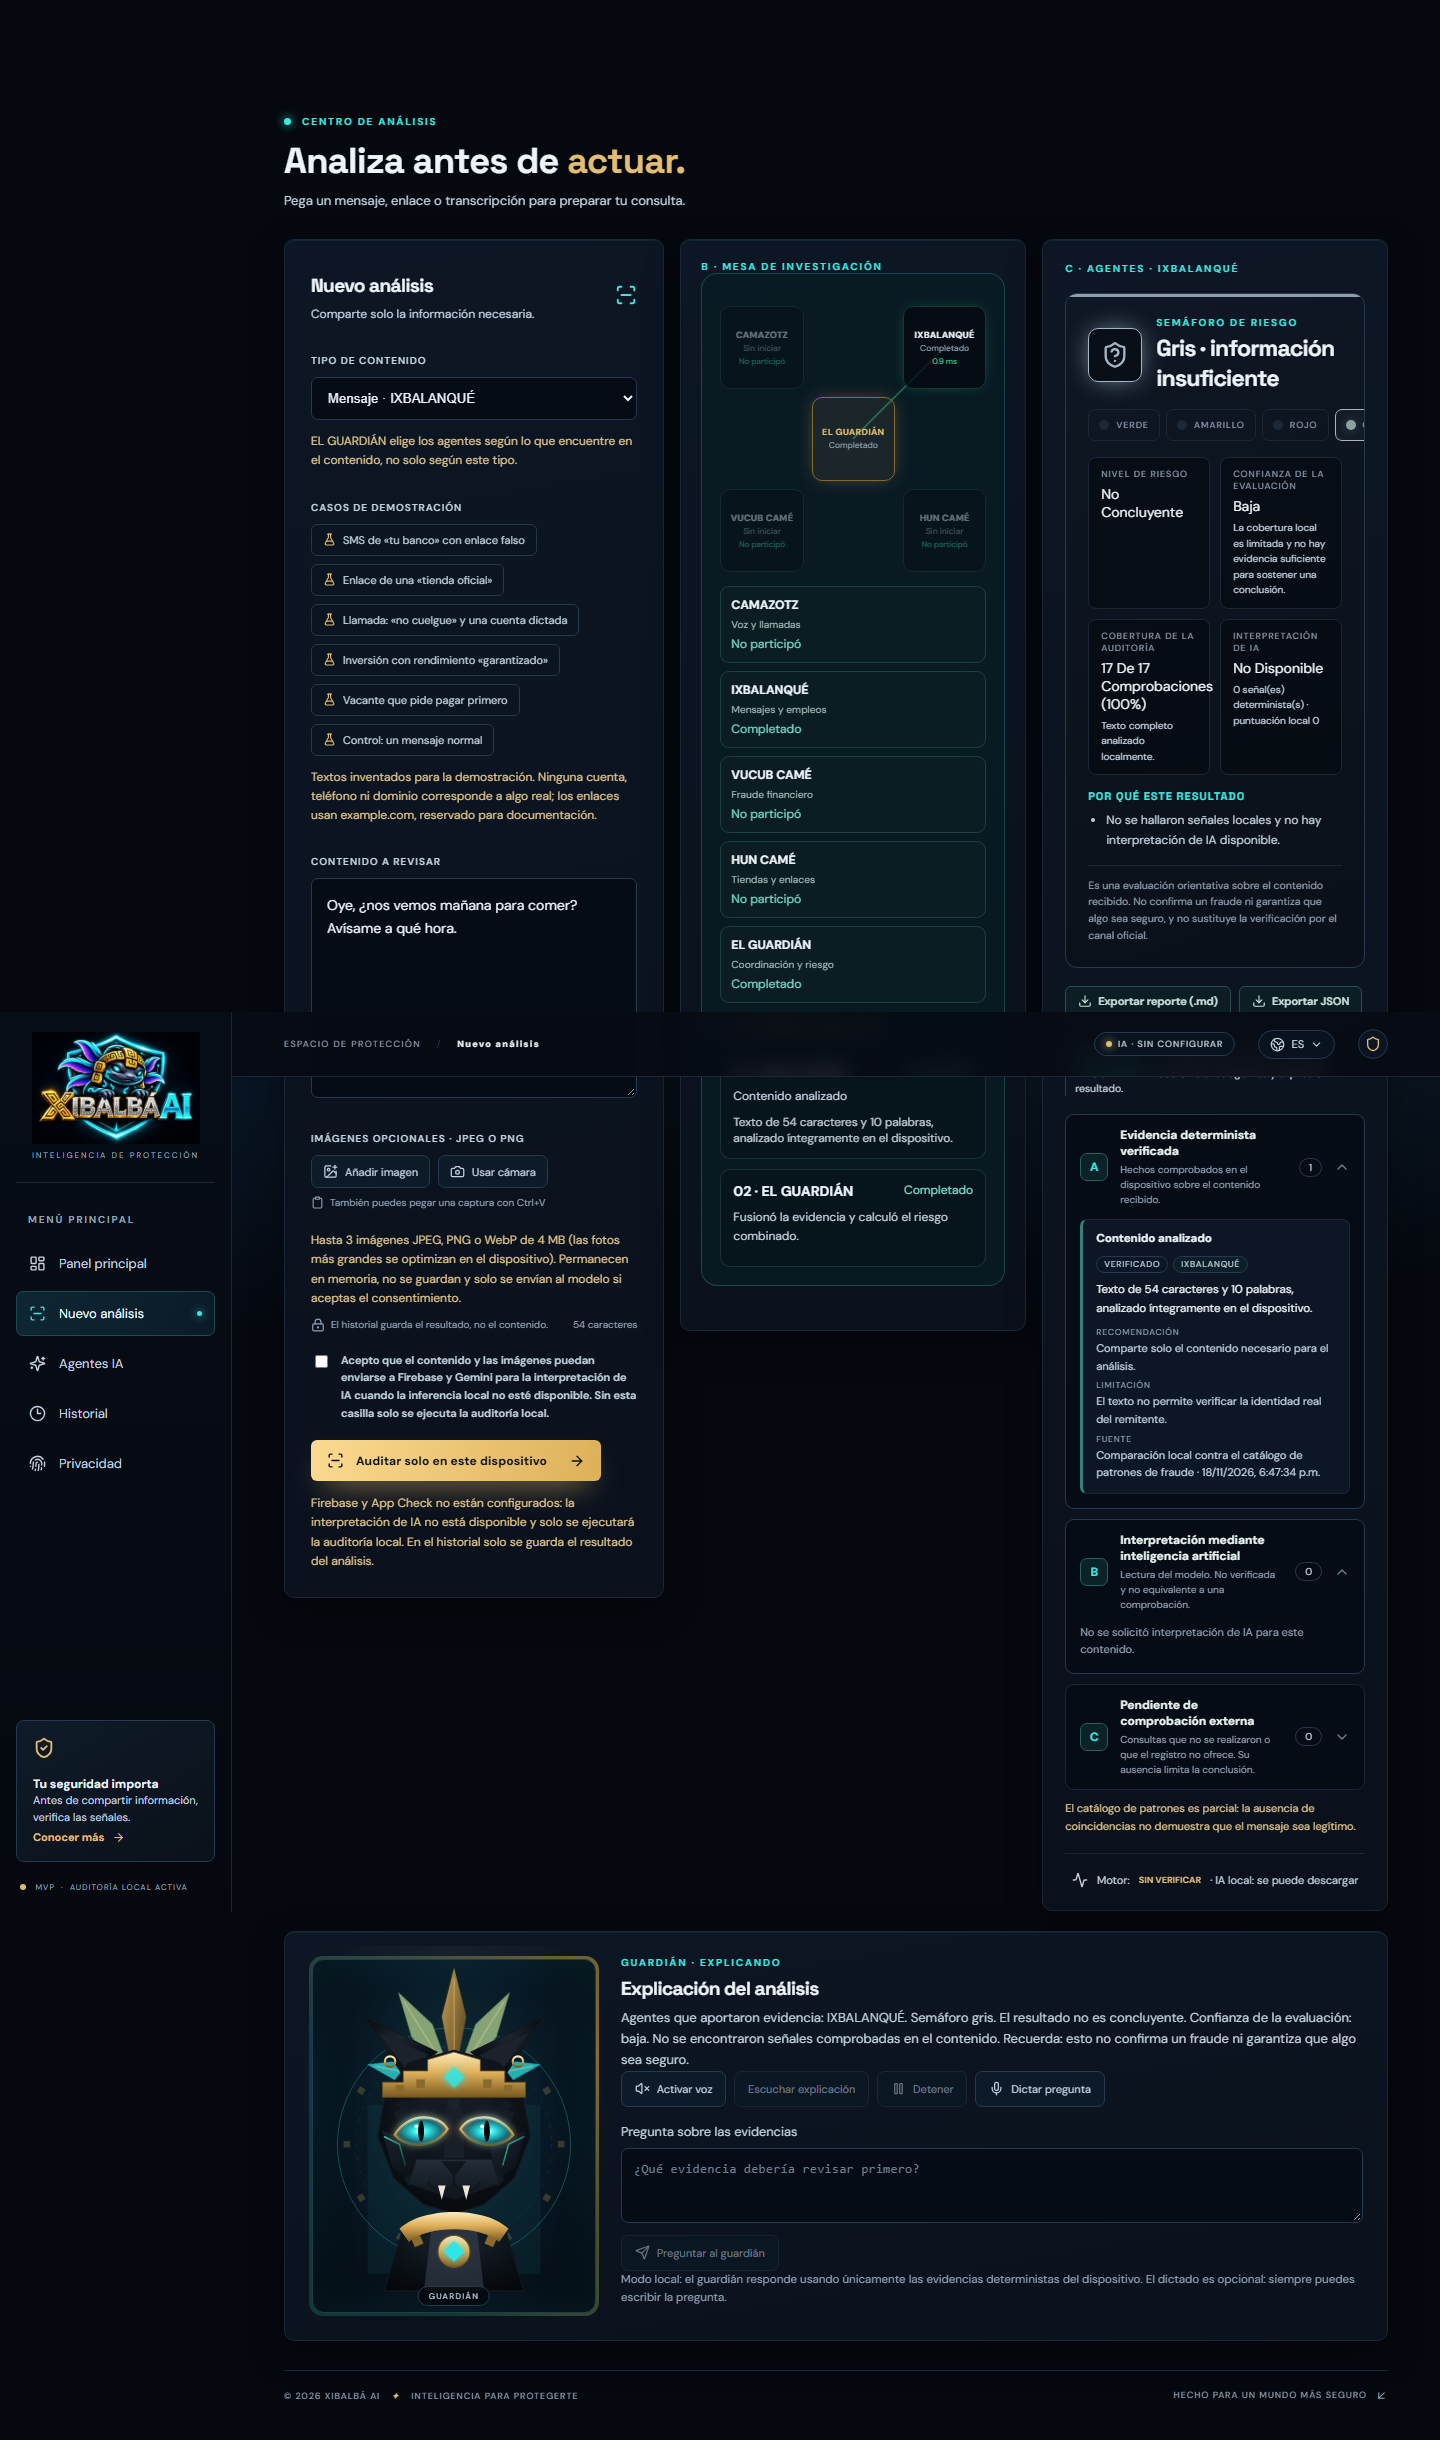 CENTRO DE ANÁLISIS
Analiza antes de actuar.
Pega un mensaje, enlace o transcripción para preparar tu consulta.
Nuevo análisis
Comparte solo la información necesaria.
TIPO DE CONTENIDO
Mensaje · IXBALANQUÉ
EL GUARDIÁN elige los agentes según lo que encuentre en
el contenido, no solo según este tipo.
CASOS DE DEMOSTRACIÓN
SMS de «tu banco» con enlace falso
Enlace de una «tienda oficial»
Llamada: «no cuelgue» y una cuenta dictada
Inversión con rendimiento «garantizado»
Vacante que pide pagar primero
Control: un mensaje normal
Textos inventados para la demostración. Ninguna cuenta,
teléfono ni dominio corresponde a algo real; los enlaces
usan example.com, reservado para documentación.
CONTENIDO A REVISAR
Oye, ¿nos vemos mañana para comer?
Avísame a qué hora.
IMÁGENES OPCIONALES · JPEG O PNG
Añadir imagen
Usar cámara
También puedes pegar una captura con Ctrl+V
Hasta 3 imágenes JPEG, PNG o WebP de 4 MB (las fotos
más grandes se optimizan en el dispositivo). Permanecen
en memoria, no se guardan y solo se envían al modelo si
aceptas el consentimiento.
El historial guarda el resultado, no el contenido.
54 caracteres
Acepto que el contenido y las imágenes puedan
enviarse a Firebase y Gemini para la interpretación de
IA cuando la inferencia local no esté disponible. Sin esta
casilla solo se ejecuta la auditoría local.
Auditar solo en este dispositivo
Firebase y App Check no están configurados: la
interpretación de IA no está disponible y solo se ejecutará
la auditoría local. En el historial solo se guarda el resultado
del análisis.
B · MESA DE INVESTIGACIÓN
CAMAZOTZ
Sin iniciar
No participó
IXBALANQUÉ
Completado
0.9 ms
EL GUARDIÁN
Completado
VUCUB CAMÉ
Sin iniciar
No participó
HUN CAMÉ
Sin iniciar
No participó
CAMAZOTZ
Voz y llamadas
No participó
IXBALANQUÉ
Mensajes y empleos
Completado
VUCUB CAMÉ
Fraude financiero
No participó
HUN CAMÉ
Tiendas y enlaces
No participó
EL GUARDIÁN
Coordinación y riesgo
Completado
Contenido analizado
Texto de 54 caracteres y 10 palabras,
analizado íntegramente en el dispositivo.
02 · EL GUARDIÁN
Completado
Fusionó la evidencia y calculó el riesgo
combinado.
C · AGENTES · IXBALANQUÉ
SEMÁFORO DE RIESGO
Gris · información
insuficiente
VERDE
AMARILLO
ROJO
NIVEL DE RIESGO
No
Concluyente
CONFIANZA DE LA
EVALUACIÓN
Baja
La cobertura local
es limitada y no hay
evidencia suficiente
para sostener una
conclusión.
COBERTURA DE LA
AUDITORÍA
17 De 17
Comprobaciones
(100%)
Texto completo
analizado
localmente.
INTERPRETACIÓN
DE IA
No Disponible
0 señal(es)
determinista(s) ·
puntuación local 0
POR QUÉ ESTE RESULTADO
• No se hallaron señales locales y no hay
interpretación de IA disponible.
Es una evaluación orientativa sobre el contenido
recibido. No confirma un fraude ni garantiza que
algo sea seguro, y no sustituye la verificación por el
canal oficial.
Exportar reporte (.md)
Exportar JSON
resultado.
A
Evidencia determinista
verificada
Hechos comprobados en el
dispositivo sobre el contenido
recibido.
1
Contenido analizado
VERIFICADO
IXBALANQUÉ
Texto de 54 caracteres y 10 palabras,
analizado íntegramente en el dispositivo.
RECOMENDACIÓN
Comparte solo el contenido necesario para el
análisis.
LIMITACIÓN
El texto no permite verificar la identidad real
del remitente.
FUENTE
Comparación local contra el catálogo de
patrones de fraude · 18/11/2026, 6:47:34 p.m.
B
Interpretación mediante
inteligencia artificial
Lectura del modelo. No verificada
y no equivalente a una
comprobación.
0
No se solicitó interpretación de IA para este
contenido.
C
Pendiente de
comprobación externa
Consultas que no se realizaron o
que el registro no ofrece. Su
ausencia limita la conclusión.
0
El catálogo de patrones es parcial: la ausencia de
coincidencias no demuestra que el mensaje sea legítimo.
Motor: SIN VERIFICAR · IA local: se puede descargar
ESPACIO DE PROTECCIÓN / Nuevo análisis
IA · SIN CONFIGURAR
ES
XIBALBÁ AI
INTELIGENCIA DE PROTECCIÓN
MENÚ PRINCIPAL
Panel principal
Nuevo análisis
Agentes IA
Historial
Privacidad
Tu seguridad importa
Antes de compartir información,
verifica las señales.
Conocer más
MVP · AUDITORÍA LOCAL ACTIVA
GUARDIÁN
GUARDIÁN · EXPLICANDO
Explicación del análisis
Agentes que aportaron evidencia: IXBALANQUÉ. Semáforo gris. El resultado no es concluyente. Confianza de la evaluación:
baja. No se encontraron señales comprobadas en el contenido. Recuerda: esto no confirma un fraude ni garantiza que algo
sea seguro.
Activar voz
Escuchar explicación
Detener
Dictar pregunta
Pregunta sobre las evidencias
¿Qué evidencia debería revisar primero?
Preguntar al guardián
Modo local: el guardián responde usando únicamente las evidencias deterministas del dispositivo. El dictado es opcional: siempre puedes
escribir la pregunta.
© 2026 XIBALBÁ AI
INTELIGENCIA PARA PROTEGERTE
HECHO PARA UN MUNDO MÁS SEGURO